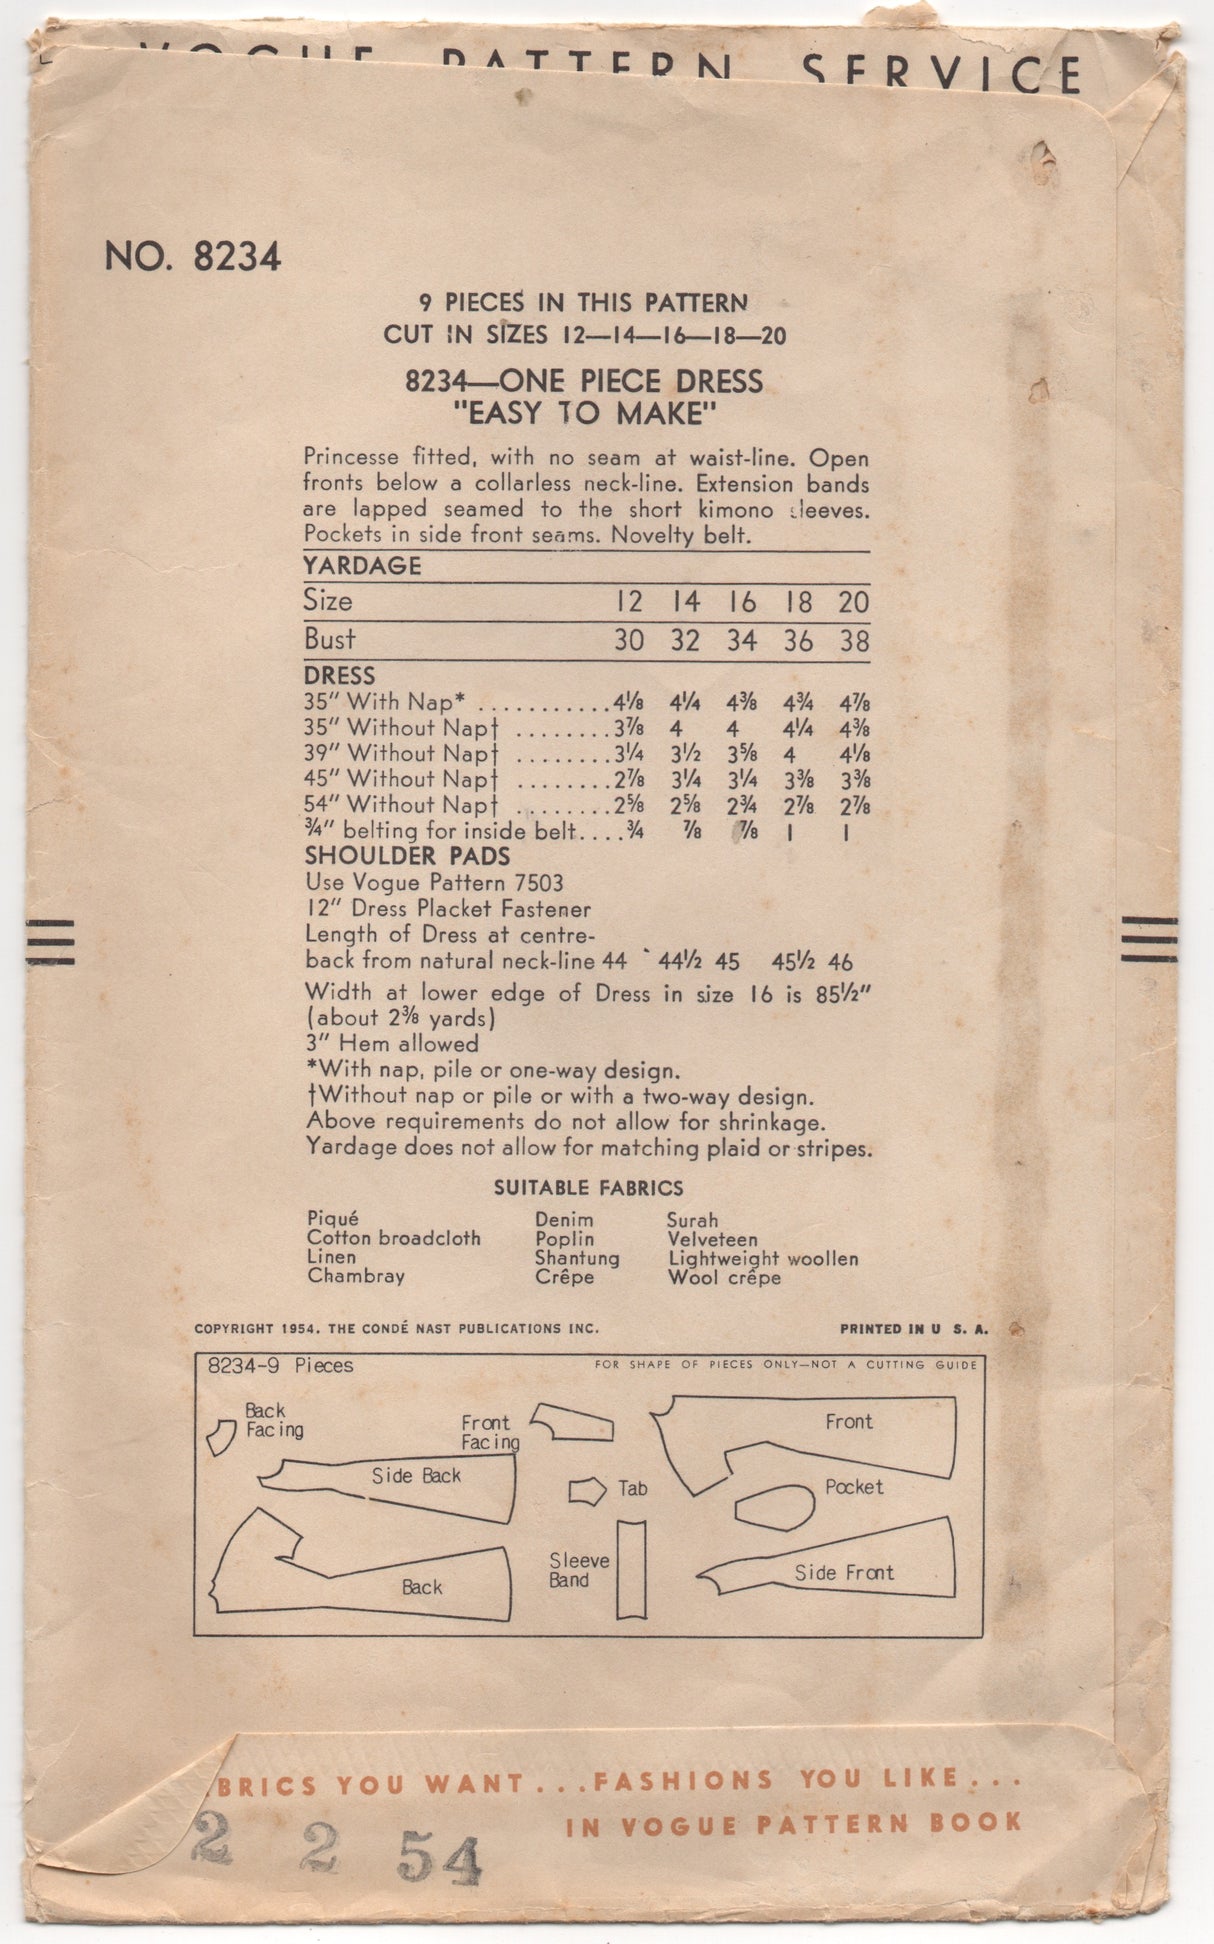 VOGUE PATTERN SERVICE
NO. 8234
9 PIECES IN THIS PATTERN
CUT IN SIZES 12—14—16—18—20
8234—ONE PIECE DRESS
"EASY TO MAKE"
Princesse fitted, with no seam at waist-line. Open
fronts below a collarless neck-line. Extension bands
are lapped seamed to the short kimono sleeves.
Pockets in side front seams. Novelty belt.
YARDAGE
Size 12 14 16 18 20
Bust 30 32 34 36 38
DRESS
35" With Nap* ...........4⅛ 4¼ 4⅜ 4¾ 4⅞
35" Without Nap† ........3⅞ 4 4 4¼ 4⅜
39" Without Nap† ........3¼ 3½ 3⅝ 4 4⅛
45" Without Nap† ........2⅞ 3¼ 3¼ 3⅜ 3⅜
54" Without Nap† ........2⅝ 2⅝ 2¾ 2⅞ 2⅞
¾" belting for inside belt....¾ ⅞ ⅞ 1 1
SHOULDER PADS
Use Vogue Pattern 7503
12" Dress Placket Fastener
Length of Dress at centre-
back from natural neck-line 44 44½ 45 45½ 46
Width at lower edge of Dress in size 16 is 85½"
(about 2⅜ yards)
3" Hem allowed
*With nap, pile or one-way design.
†Without nap or pile or with a two-way design.
Above requirements do not allow for shrinkage.
Yardage does not allow for matching plaid or stripes.
SUITABLE FABRICS
Piqué Denim Surah
Cotton broadcloth Poplin Velveteen
Linen Shantung Lightweight woollen
Chambray Crêpe Wool crêpe
COPYRIGHT 1954. THE CONDÉ NAST PUBLICATIONS INC. PRINTED IN U S. A.
8234-9 Pieces FOR SHAPE OF PIECES ONLY—NOT A CUTTING GUIDE
Back
Facing
Front
Facing
Front
Side Back
Tab
Pocket
Sleeve
Band
Side Front
Back
BRICS YOU WANT...FASHIONS YOU LIKE...
IN VOGUE PATTERN BOOK
2 2 54